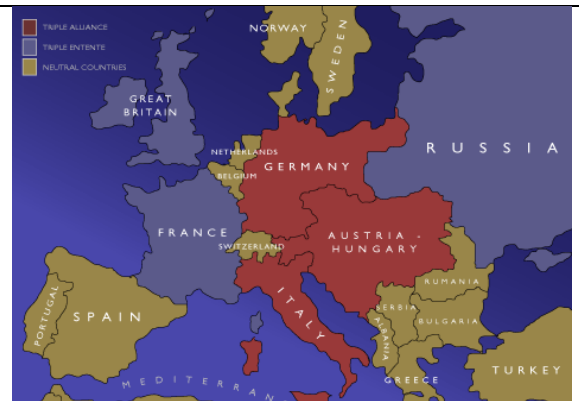 TRIPLE ALLIANCE
TRIPLE ENTENTE
NEUTRAL COUNTRIES
NORWAY
SWEDEN
GREAT
BRITAIN
RUSSIA
NETHERLANDS
BELGIUM
GERMANY
FRANCE
SWITZERLAND
AUSTRIA -
HUNGARY
ITALY
RUMANIA
SERBIA
BULGARIA
ALBANIA
PORTUGAL
SPAIN
GREECE
TURKEY
MEDITERRAN